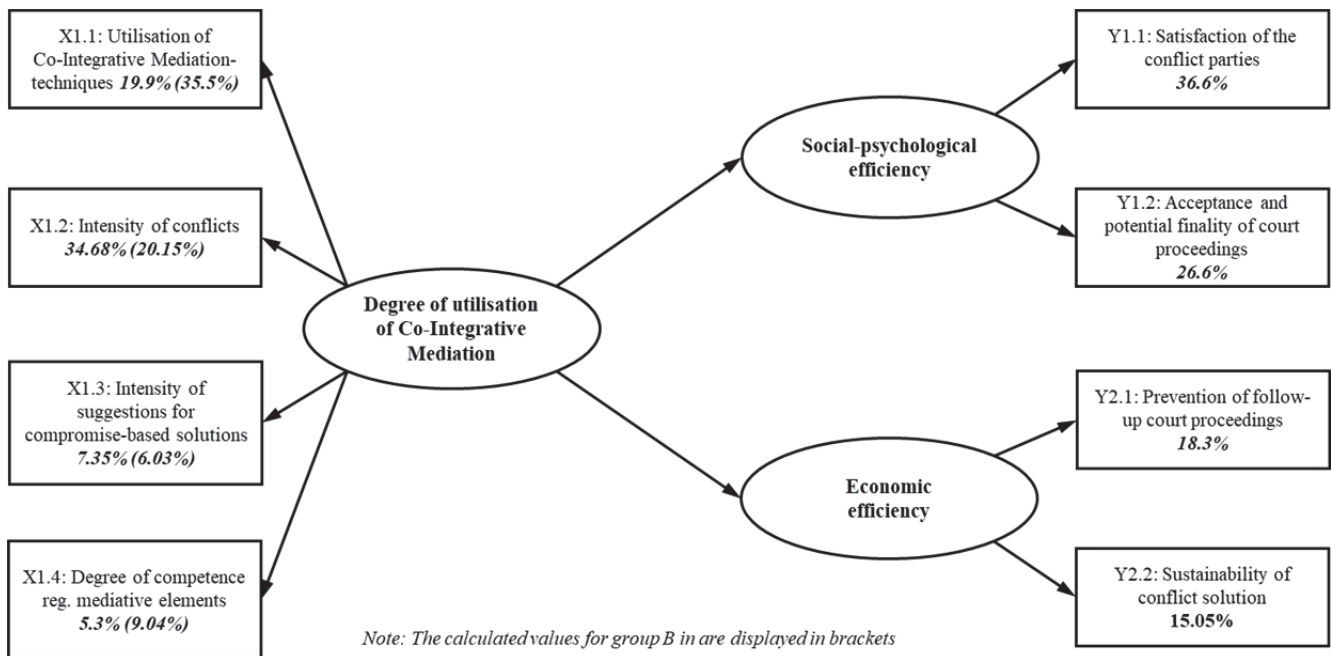 X1.1: Utilisation of
Co-Integrative Mediation-
techniques 19.9% (35.5%)
X1.2: Intensity of conflicts
34.68% (20.15%)
X1.3: Intensity of
suggestions for
compromise-based solutions
7.35% (6.03%)
X1.4: Degree of competence
reg. mediative elements
5.3% (9.04%)
Degree of utilisation
of Co-Integrative
Mediation
Social-psychological
efficiency
Economic
efficiency
Y1.1: Satisfaction of the
conflict parties
36.6%
Y1.2: Acceptance and
potential finality of court
proceedings
26.6%
Y2.1: Prevention of follow-
up court proceedings
18.3%
Y2.2: Sustainability of
conflict solution
15.05%
Note: The calculated values for group B in are displayed in brackets